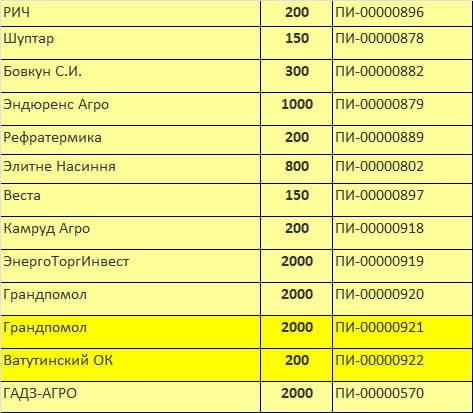 РИЧ 200 ПИ-00000896
Шуптар 150 ПИ-00000878
Бовкун С.И. 300 ПИ-00000882
Эндюренс Агро 1000 ПИ-00000879
Рефратермика 200 ПИ-00000889
Элитне Насиння 800 ПИ-00000802
Веста 150 ПИ-00000897
Камруд Агро 200 ПИ-00000918
ЭнергоТоргИнвест 2000 ПИ-00000919
Грандпомол 2000 ПИ-00000920
Грандпомол 2000 ПИ-00000921
Ватутинский ОК 200 ПИ-00000922
ГАДЗ-АГРО 2000 ПИ-00000570